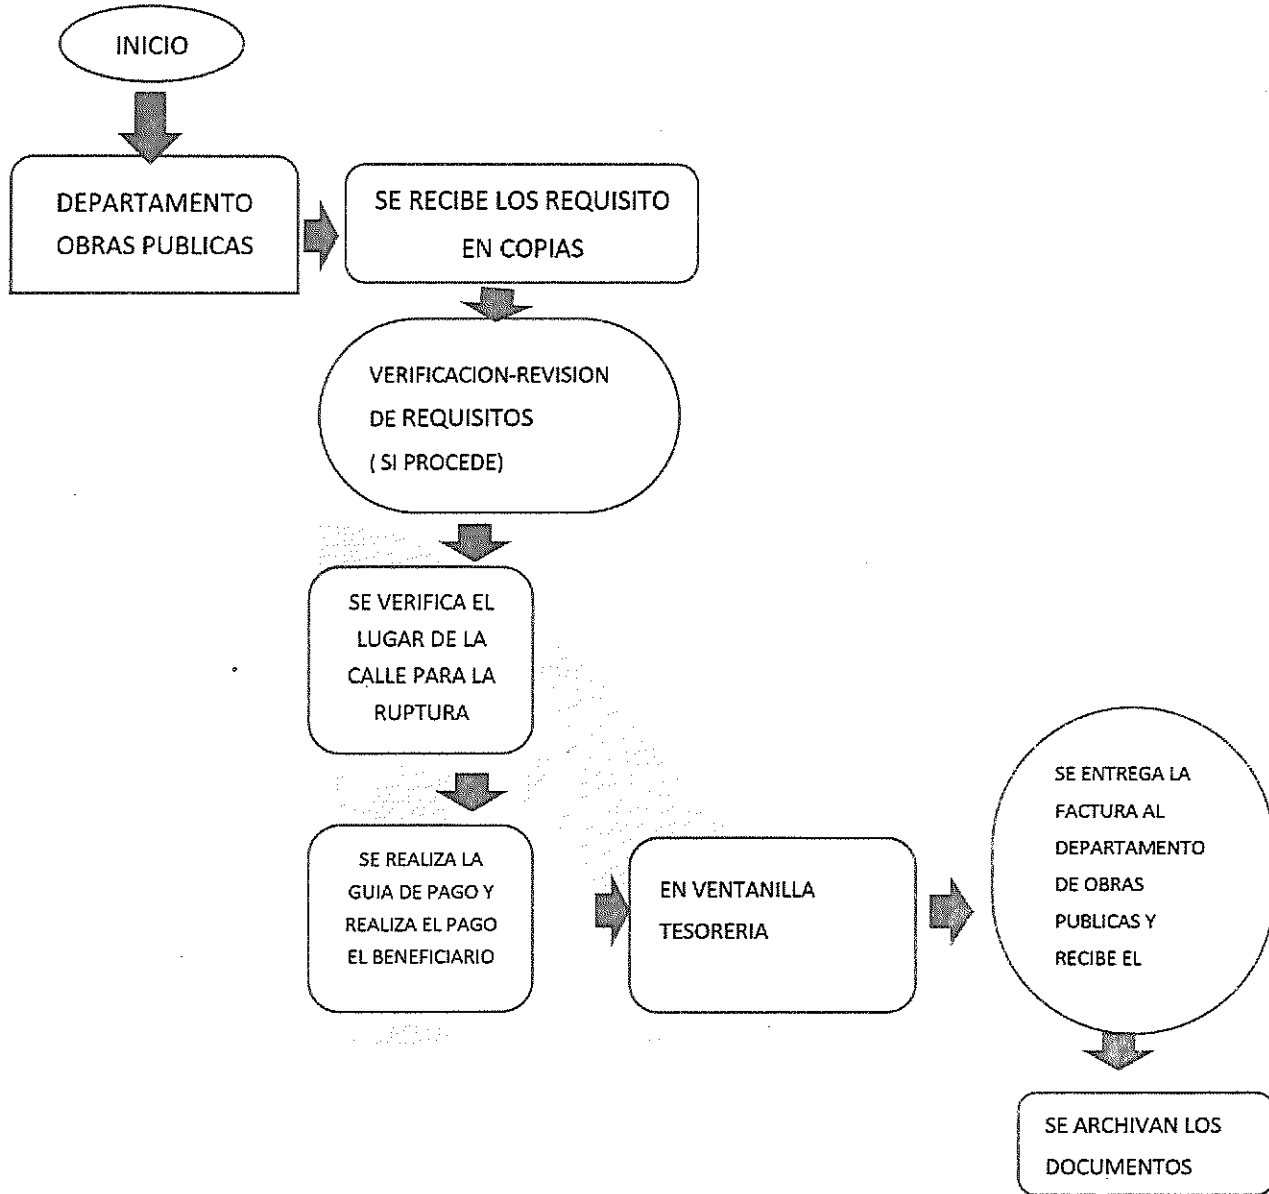 INICIO
DEPARTAMENTO
OBRAS PUBLICAS
SE RECIBE LOS REQUISITO
EN COPIAS
VERIFICACION-REVISION
DE REQUISITOS
( SI PROCEDE)
SE VERIFICA EL
LUGAR DE LA
CALLE PARA LA
RUPTURA
SE REALIZA LA
GUIA DE PAGO Y
REALIZA EL PAGO
EL BENEFICIARIO
EN VENTANILLA
TESORERIA
SE ENTREGA LA
FACTURA AL
DEPARTAMENTO
DE OBRAS
PUBLICAS Y
RECIBE EL
SE ARCHIVAN LOS
DOCUMENTOS